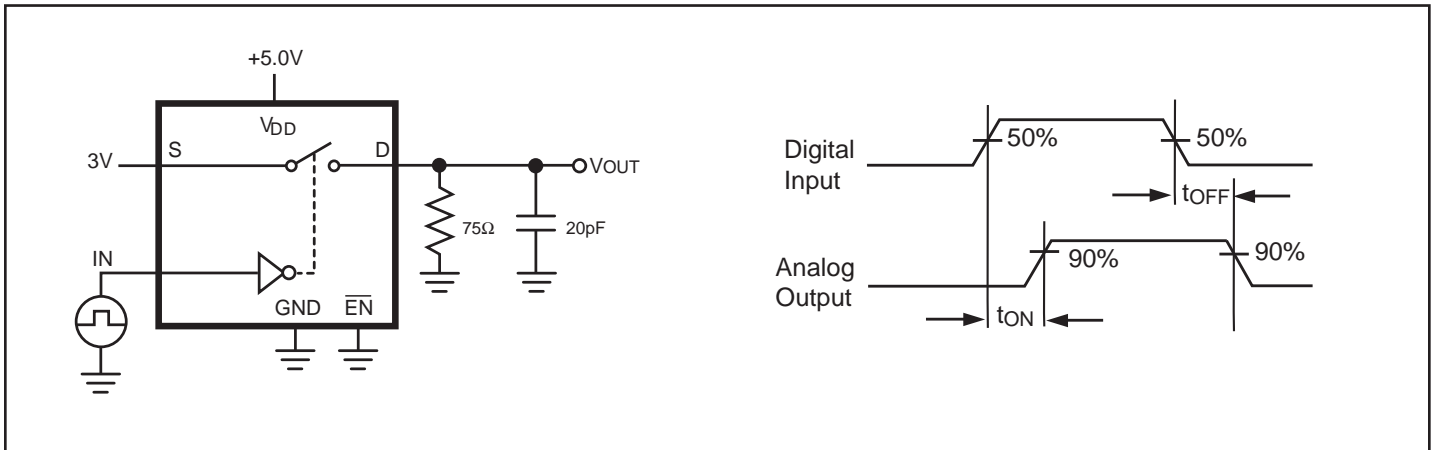 +5.0V
VDD
S
D
3V
VOUT
75Ω
20pF
IN
GND
EN
Digital
Input
50%
50%
tOFF
Analog
Output
90%
90%
tON